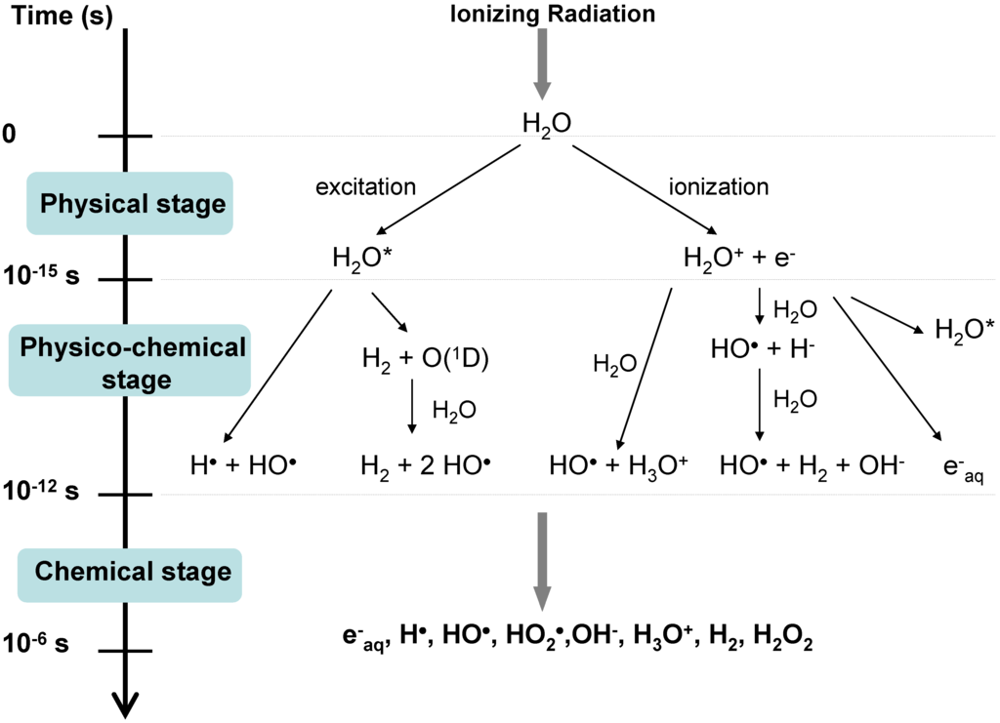 Time (s)
Ionizing Radiation
0
H₂O
excitation
ionization
Physical stage
H₂O*
H₂O⁺ + e-
10⁻¹⁵ s
H₂O
H₂O*
Physico-chemical
stage
H₂ + O(¹D)
H₂O
HO• + H⁻
H₂O
H₂O
H• + HO•
H₂ + 2 HO•
HO• + H₃O⁺
HO• + H₂ + OH⁻
e⁻aq
10⁻¹² s
Chemical stage
10⁻⁶ s
e⁻aq, H•, HO•, HO₂•,OH⁻, H₃O⁺, H₂, H₂O₂